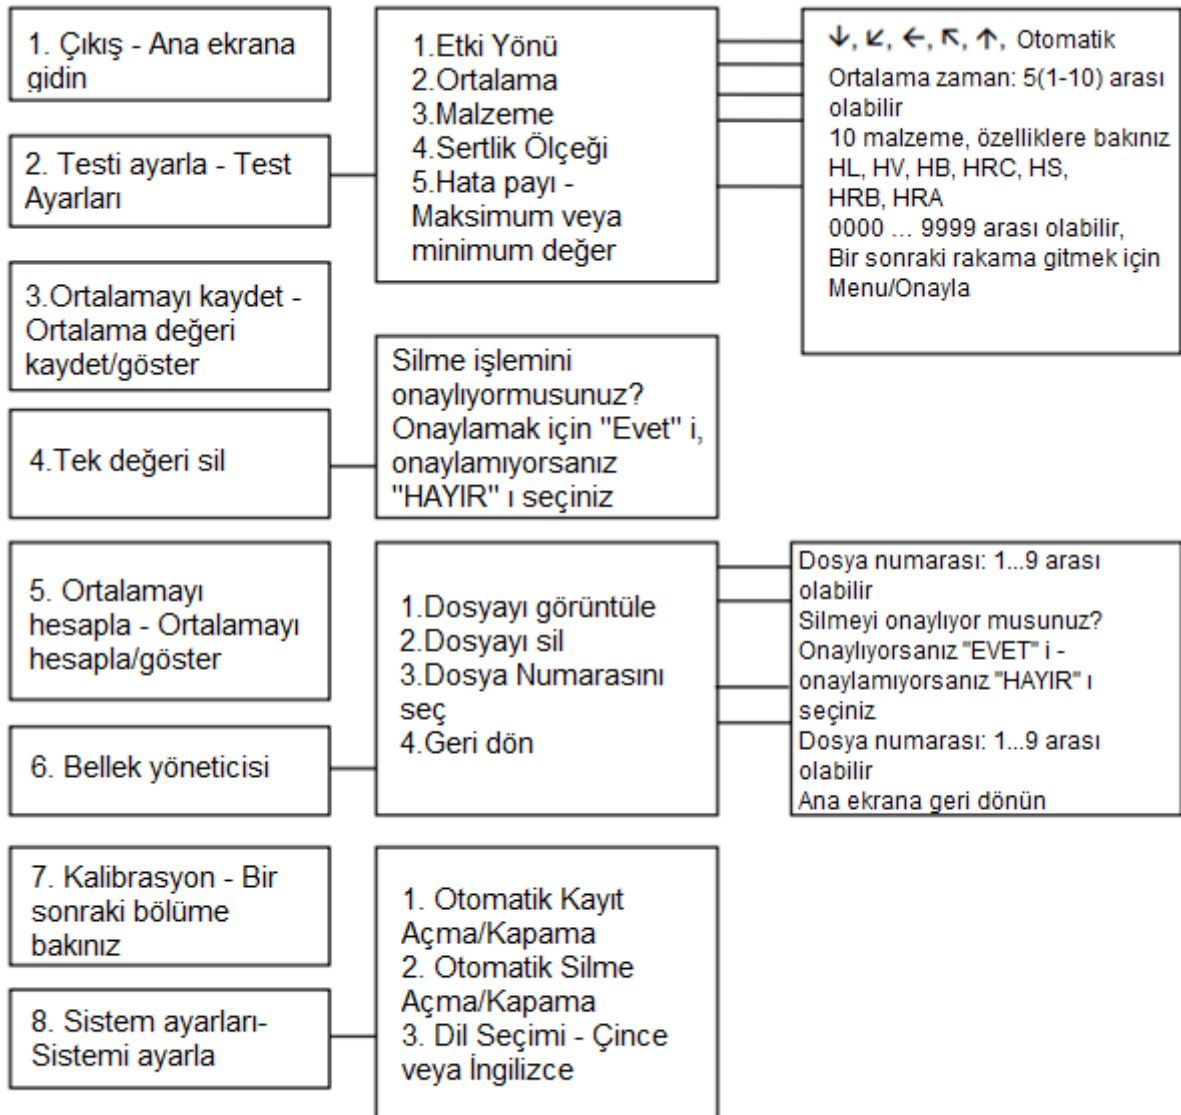 1. Çıkış - Ana ekrana
gidin
2. Testi ayarla - Test
Ayarları
1.Etki Yönü
2.Ortalama
3.Malzeme
4.Sertlik Ölçeği
5.Hata payı -
Maksimum veya
minimum değer
↓, ↙, ←, ↖, ↑, Otomatik
Ortalama zaman: 5(1-10) arası
olabilir
10 malzeme, özelliklere bakınız
HL, HV, HB, HRC, HS,
HRB, HRA
0000 ... 9999 arası olabilir,
Bir sonraki rakama gitmek için
Menu/Onayla
3.Ortalamayı kaydet -
Ortalama değeri
kaydet/göster
4.Tek değeri sil
Silme işlemini
onaylıyormusunuz?
Onaylamak için "Evet" i,
onaylamıyorsanız
"HAYIR" ı seçiniz
5. Ortalamayı
hesapla - Ortalamayı
hesapla/göster
6. Bellek yöneticisi
1.Dosyayı görüntüle
2.Dosyayı sil
3.Dosya Numarasını
seç
4.Geri dön
Dosya numarası: 1...9 arası
olabilir
Silmeyi onaylıyor musunuz?
Onaylıyorsanız "EVET" i -
onaylamıyorsanız "HAYIR" ı
seçiniz
Dosya numarası: 1...9 arası
olabilir
Ana ekrana geri dönün
7. Kalibrasyon - Bir
sonraki bölüme
bakınız
8. Sistem ayarları-
Sistemi ayarla
1. Otomatik Kayıt
Açma/Kapama
2. Otomatik Silme
Açma/Kapama
3. Dil Seçimi - Çince
veya İngilizce